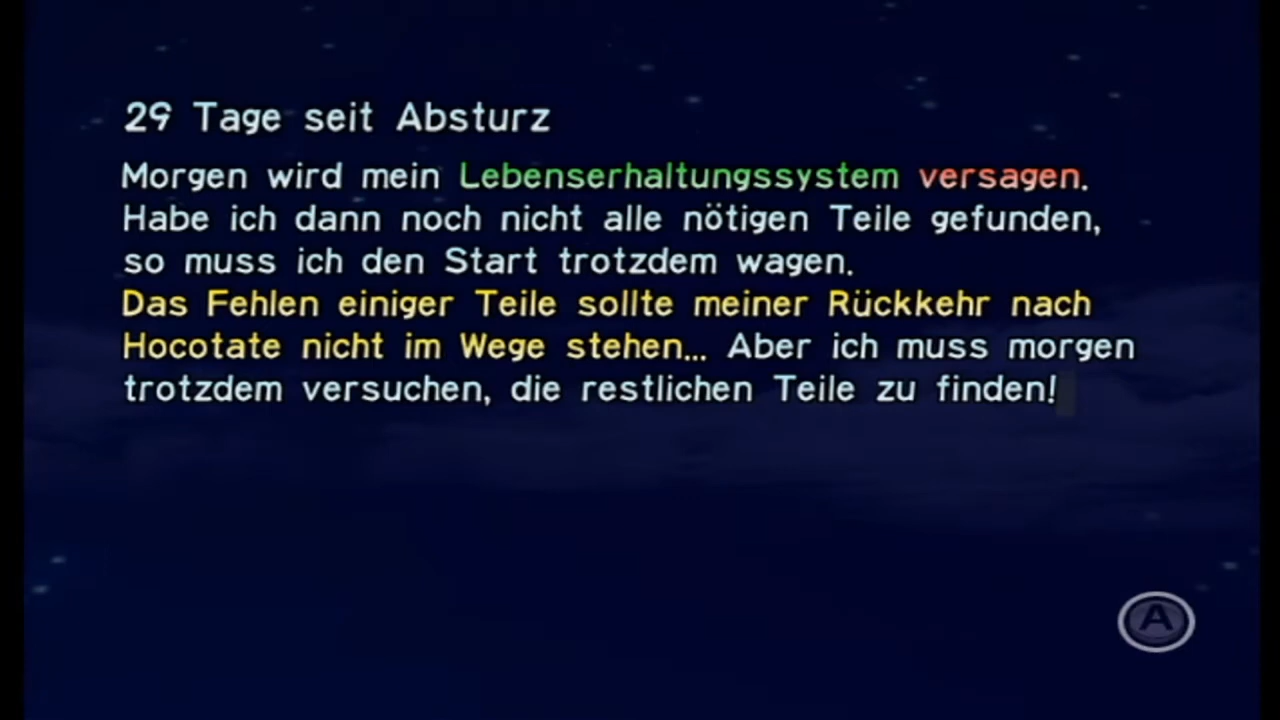 29 Tage seit Absturz
Morgen wird mein Lebenserhaltungssystem versagen.
Habe ich dann noch nicht alle nötigen Teile gefunden,
so muss ich den Start trotzdem wagen.
Das Fehlen einiger Teile sollte meiner Rückkehr nach
Hocotate nicht im Wege stehen... Aber ich muss morgen
trotzdem versuchen, die restlichen Teile zu finden!
A